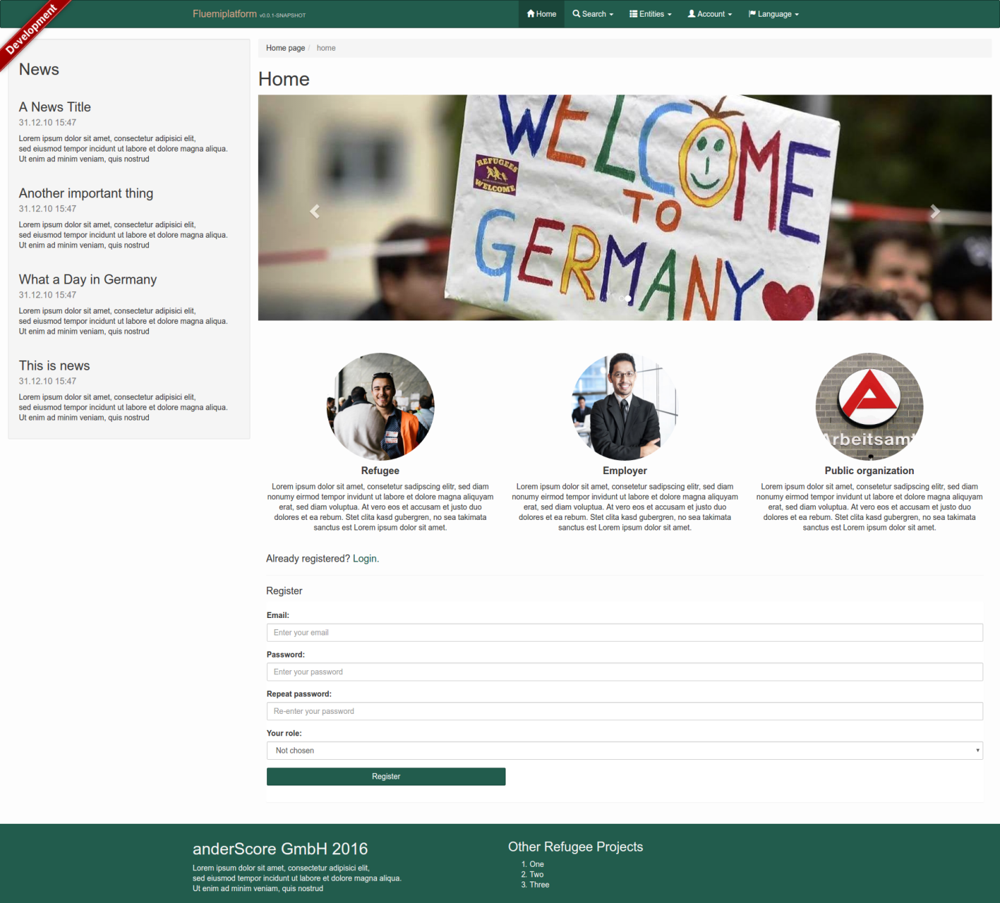 Development
Fluemiplatform v0.0.1-SNAPSHOT
Home
Search
Entities
Account
Language
News
A News Title
31.12.10 15:47
Lorem ipsum dolor sit amet, consectetur adipisici elit,
sed eiusmod tempor incidunt ut labore et dolore magna aliqua.
Ut enim ad minim veniam, quis nostrud
Another important thing
31.12.10 15:47
Lorem ipsum dolor sit amet, consectetur adipisici elit,
sed eiusmod tempor incidunt ut labore et dolore magna aliqua.
Ut enim ad minim veniam, quis nostrud
What a Day in Germany
31.12.10 15:47
Lorem ipsum dolor sit amet, consectetur adipisici elit,
sed eiusmod tempor incidunt ut labore et dolore magna aliqua.
Ut enim ad minim veniam, quis nostrud
This is news
31.12.10 15:47
Lorem ipsum dolor sit amet, consectetur adipisici elit,
sed eiusmod tempor incidunt ut labore et dolore magna aliqua.
Ut enim ad minim veniam, quis nostrud
Home page / home
Home
WELCOME
REFUGEES
WELCOME
TO
GERMANY
Arbeitsamt
Refugee
Lorem ipsum dolor sit amet, consetetur sadipscing elitr, sed diam
nonumy eirmod tempor invidunt ut labore et dolore magna aliquyam
erat, sed diam voluptua. At vero eos et accusam et justo duo
dolores et ea rebum. Stet clita kasd gubergren, no sea takimata
sanctus est Lorem ipsum dolor sit amet.
Employer
Lorem ipsum dolor sit amet, consetetur sadipscing elitr, sed diam
nonumy eirmod tempor invidunt ut labore et dolore magna aliquyam
erat, sed diam voluptua. At vero eos et accusam et justo duo
dolores et ea rebum. Stet clita kasd gubergren, no sea takimata
sanctus est Lorem ipsum dolor sit amet.
Public organization
Lorem ipsum dolor sit amet, consetetur sadipscing elitr, sed diam
nonumy eirmod tempor invidunt ut labore et dolore magna aliquyam
erat, sed diam voluptua. At vero eos et accusam et justo duo
dolores et ea rebum. Stet clita kasd gubergren, no sea takimata
sanctus est Lorem ipsum dolor sit amet.
Already registered? Login.
Register
Email:
Enter your email
Password:
Enter your password
Repeat password:
Re-enter your password
Your role:
Not chosen
Register
anderScore GmbH 2016
Lorem ipsum dolor sit amet, consectetur adipisici elit,
sed eiusmod tempor incidunt ut labore et dolore magna aliqua.
Ut enim ad minim veniam, quis nostrud
Other Refugee Projects
1. One
2. Two
3. Three